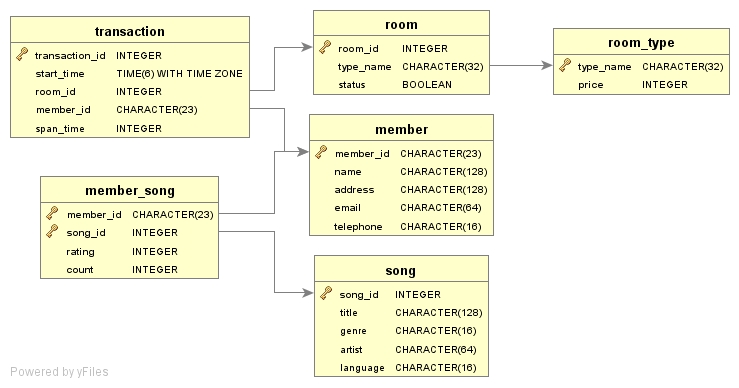 transaction
transaction_id INTEGER
start_time TIME(6) WITH TIME ZONE
room_id INTEGER
member_id CHARACTER(23)
span_time INTEGER
room
room_id INTEGER
type_name CHARACTER(32)
status BOOLEAN
room_type
type_name CHARACTER(32)
price INTEGER
member
member_id CHARACTER(23)
name CHARACTER(128)
address CHARACTER(128)
email CHARACTER(64)
telephone CHARACTER(16)
member_song
member_id CHARACTER(23)
song_id INTEGER
rating INTEGER
count INTEGER
song
song_id INTEGER
title CHARACTER(128)
genre CHARACTER(16)
artist CHARACTER(64)
language CHARACTER(16)
Powered by yFiles